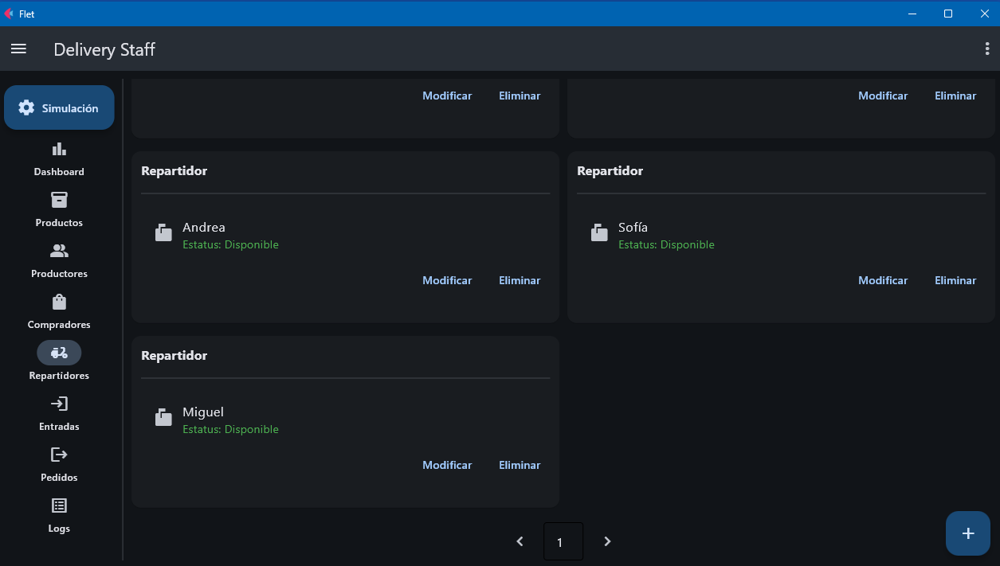 Flet
Delivery Staff
Simulación
Dashboard
Productos
Productores
Compradores
Repartidores
Entradas
Pedidos
Logs
Modificar Eliminar
Modificar Eliminar
Repartidor
Andrea
Estatus: Disponible
Modificar Eliminar
Repartidor
Sofía
Estatus: Disponible
Modificar Eliminar
Repartidor
Miguel
Estatus: Disponible
Modificar Eliminar
1